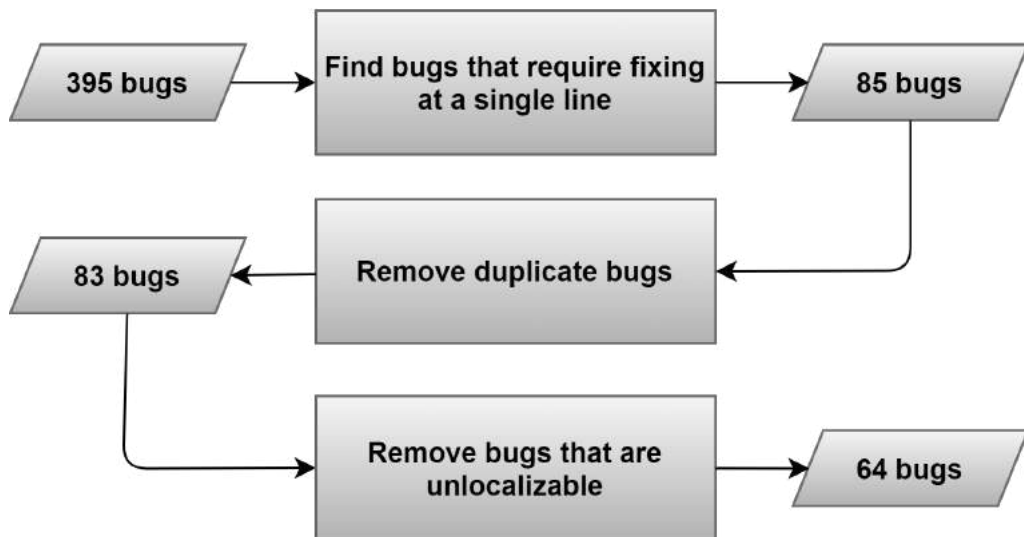 395 bugs
Find bugs that require fixing
at a single line
85 bugs
Remove duplicate bugs
83 bugs
Remove bugs that are
unlocalizable
64 bugs